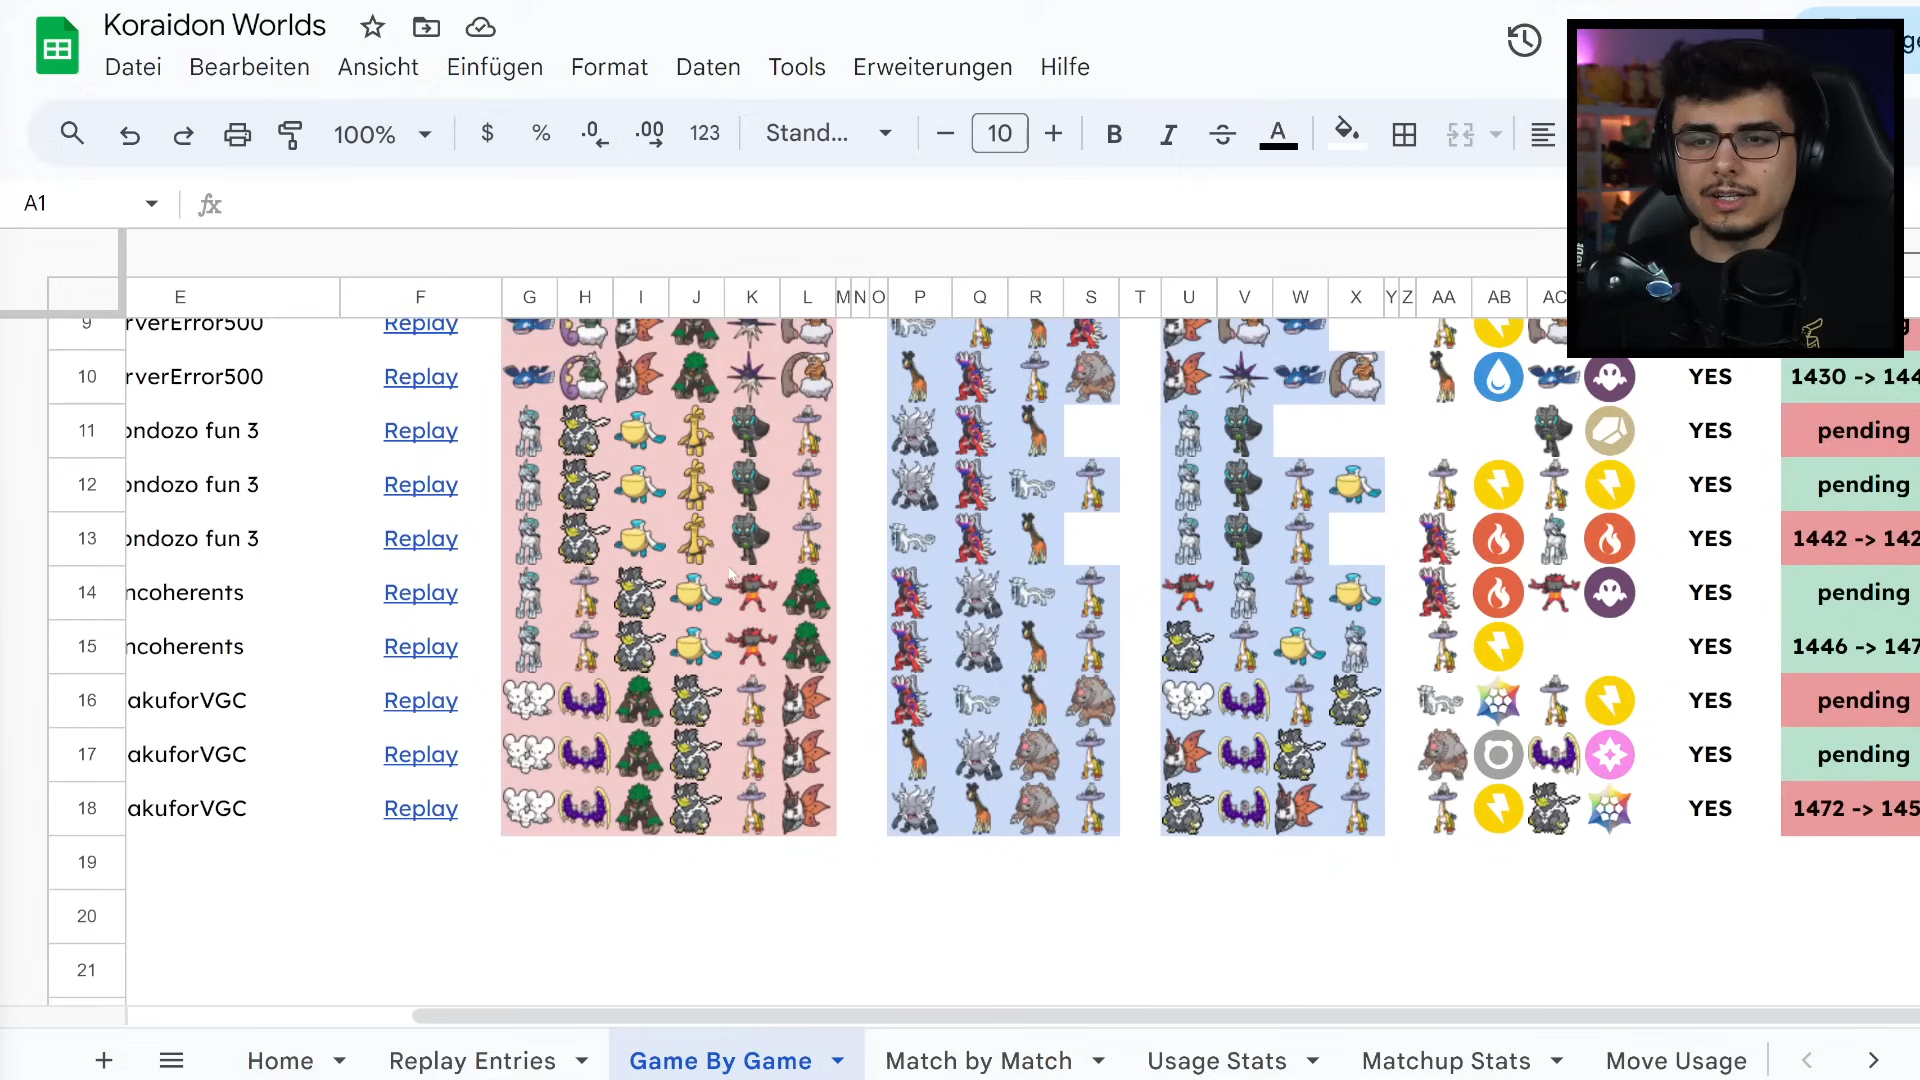 Koraidon Worlds
Datei Bearbeiten Ansicht Einfügen Format Daten Tools Erweiterungen Hilfe
100% $ % .0 .00 123 Stand... − 10 + B I A
A1 fx
E F G H I J K L M N O P Q R S T U V W X Y Z AA AB AC
9 rverError500 Replay
10 rverError500 Replay YES 1430 -> 144
11 ondozo fun 3 Replay YES pending
12 ondozo fun 3 Replay YES pending
13 ondozo fun 3 Replay YES 1442 -> 142
14 ncoherents Replay YES pending
15 ncoherents Replay YES 1446 -> 147
16 akuforVGC Replay YES pending
17 akuforVGC Replay YES pending
18 akuforVGC Replay YES 1472 -> 145
19
20
21
+ Home Replay Entries Game By Game Match by Match Usage Stats Matchup Stats Move Usage